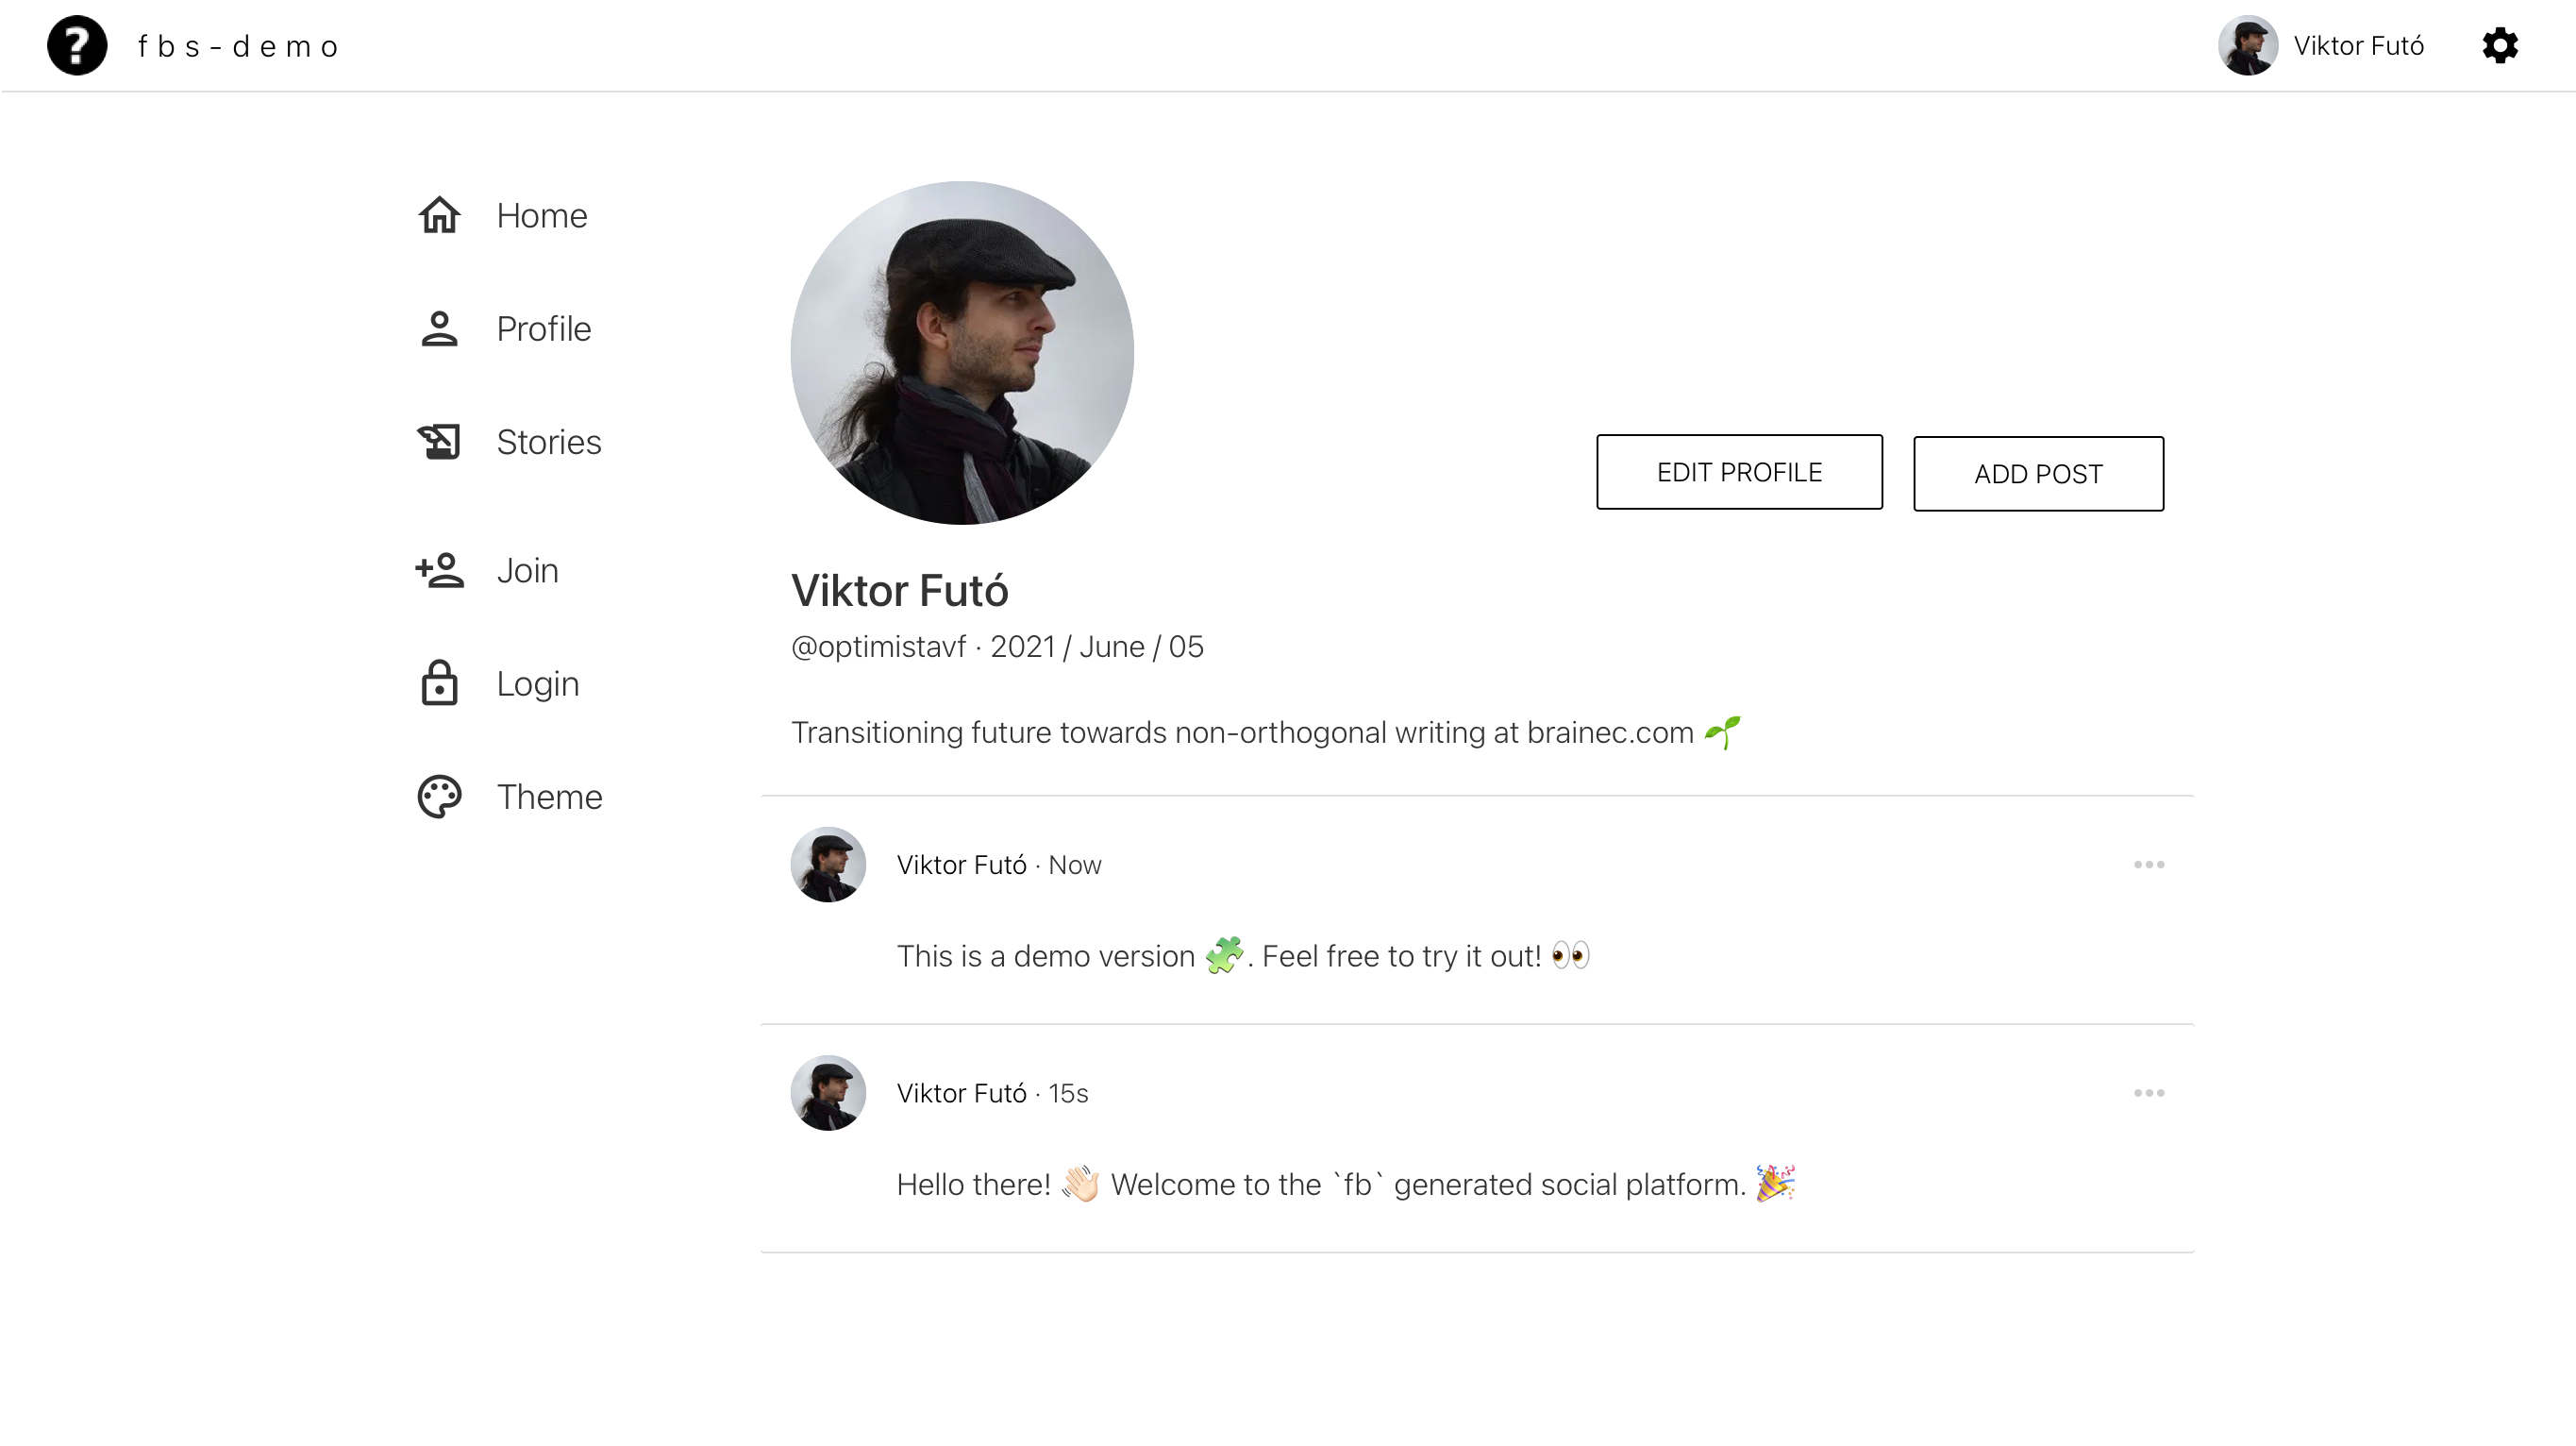 fbs-demo
Viktor Futó
Home
Profile
Stories
Join
Login
Theme
EDIT PROFILE
ADD POST
Viktor Futó
@optimistavf · 2021 / June / 05
Transitioning future towards non-orthogonal writing at brainec.com 🌱
Viktor Futó · Now
This is a demo version 🧩. Feel free to try it out! 👀
Viktor Futó · 15s
Hello there! 👋🏻 Welcome to the `fb` generated social platform. 🎉